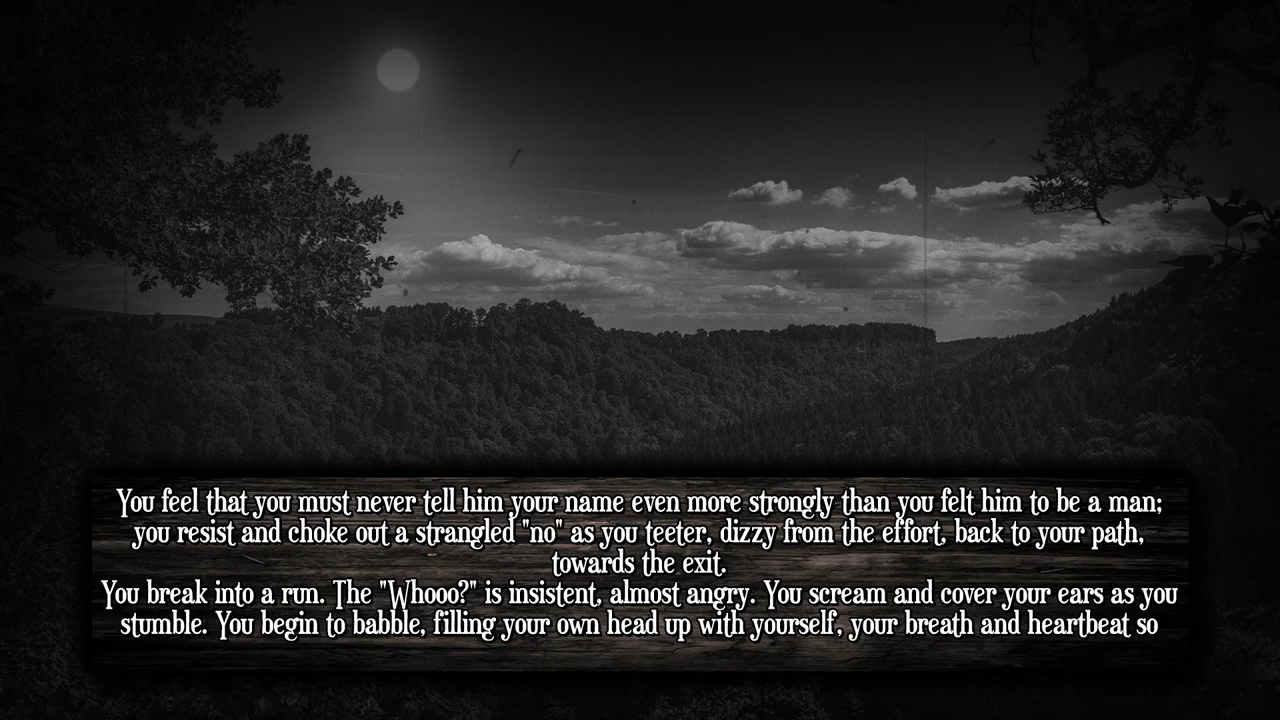 You feel that you must never tell him your name even more strongly than you felt him to be a man;
you resist and choke out a strangled "no" as you teeter, dizzy from the effort, back to your path,
towards the exit.
You break into a run. The "Whooo?" is insistent, almost angry. You scream and cover your ears as you
stumble. You begin to babble, filling your own head up with yourself, your breath and heartbeat so